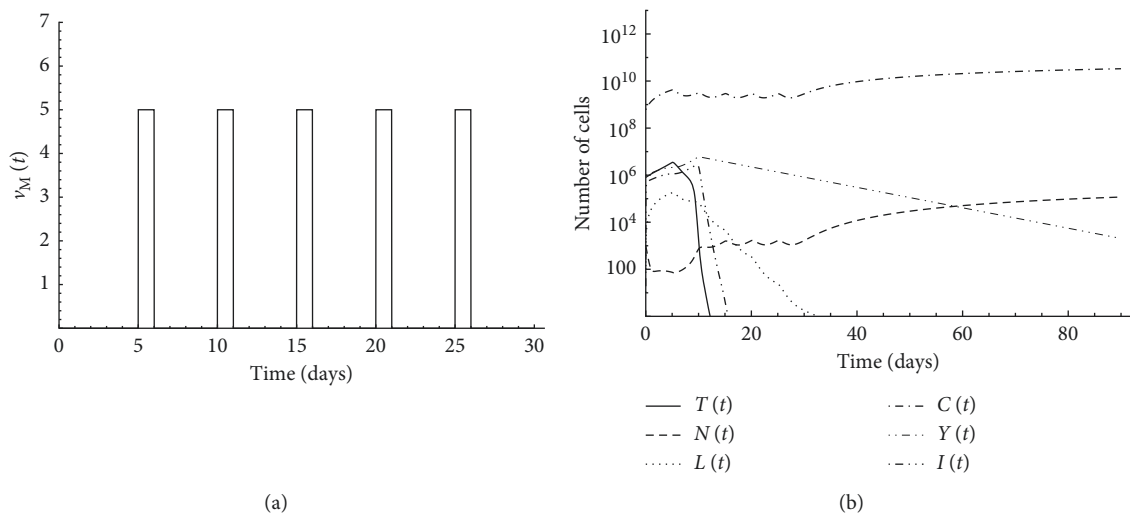 7
6
5
4
3
2
1
v_M (t)
0 5 10 15 20 25 30
Time (days)
(a)
10^12
10^10
10^8
10^6
10^4
100
Number of cells
0 20 40 60 80
Time (days)
T (t) C (t)
N (t) Y (t)
L (t) I (t)
(b)